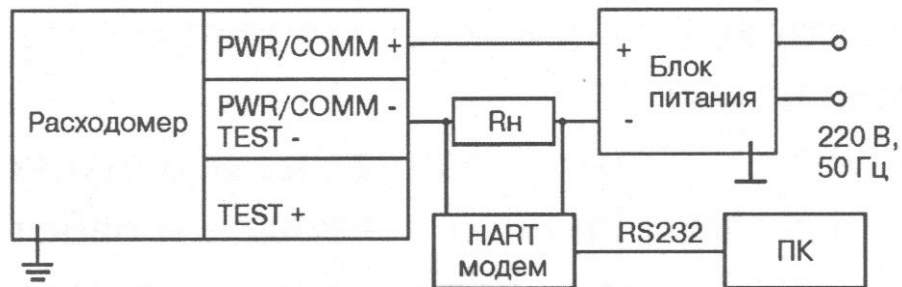 Расходомер
PWR/COMM +
PWR/COMM -
TEST -
TEST +
Rн
+
-
Блок
питания
220 В,
50 Гц
HART
модем
RS232
ПК